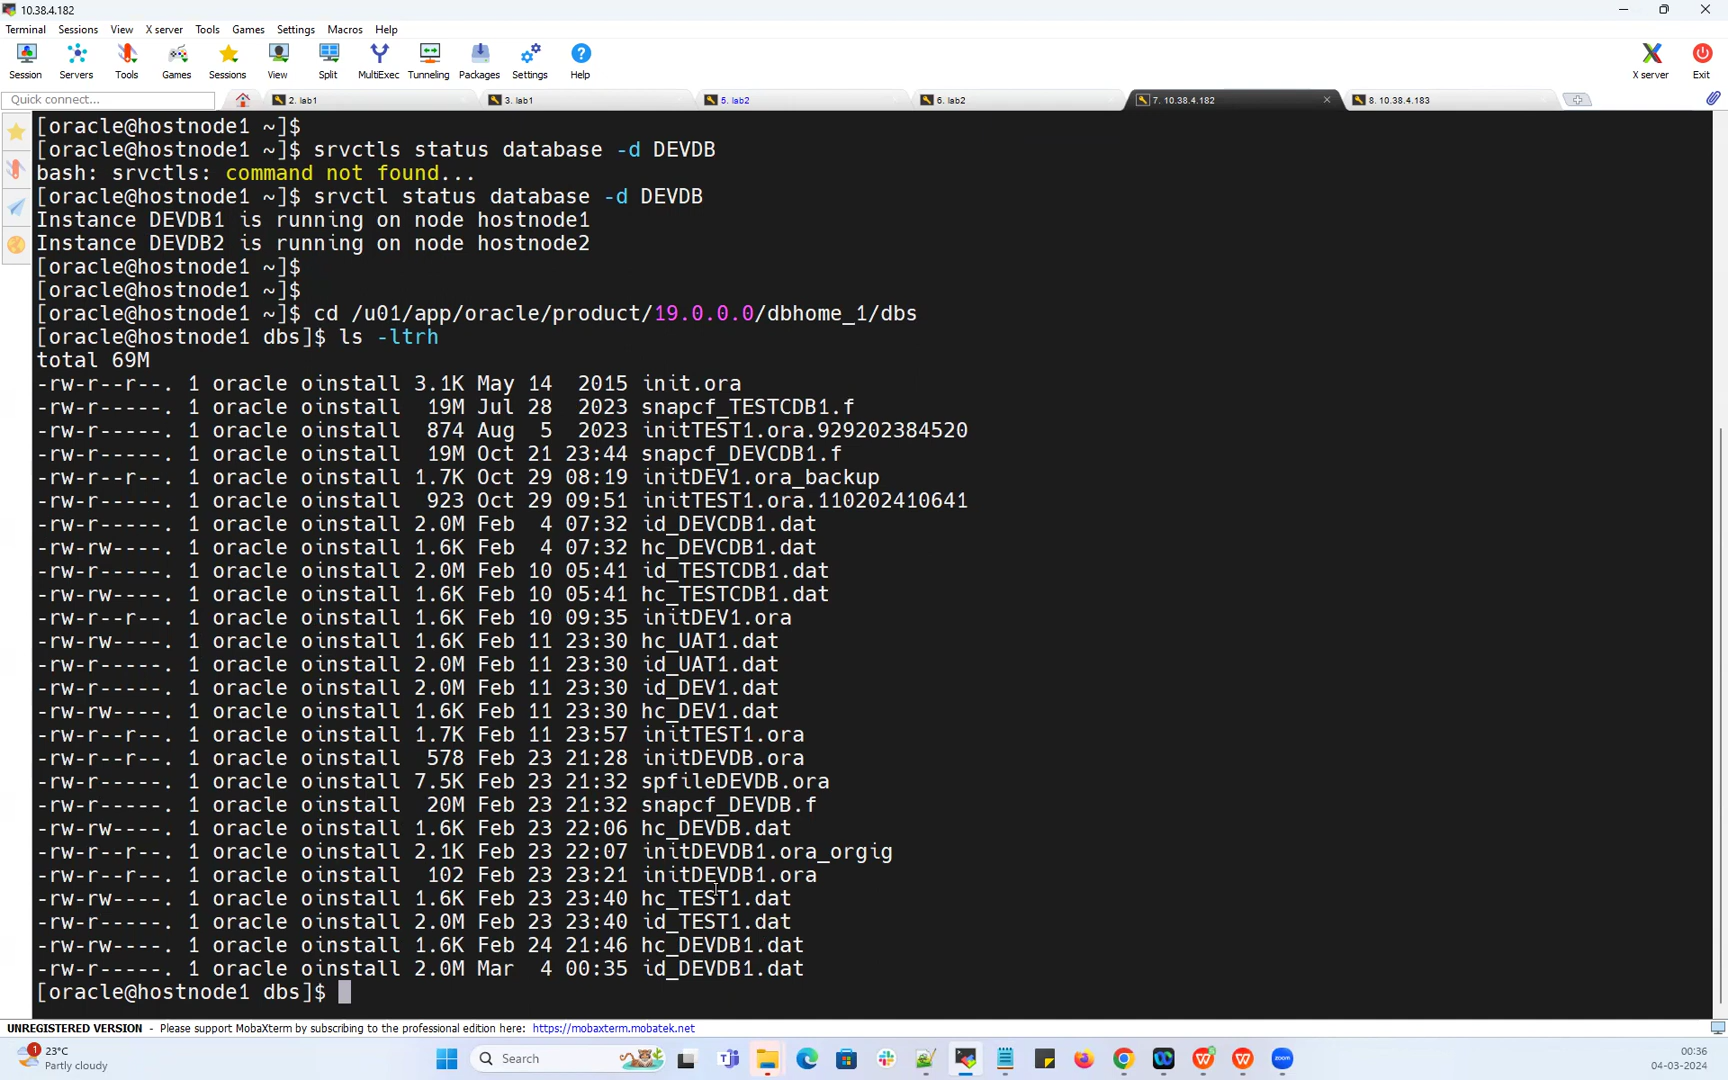 10.38.4.182
Terminal Sessions View X server Tools Games Settings Macros Help
Session Servers Tools Games Sessions View Split MultiExec Tunneling Packages Settings Help X server Exit
Quick connect... 2. lab1 3. lab1 5. lab2 6. lab2 7. 10.38.4.182 8. 10.38.4.183
[oracle@hostnode1 ~]$
[oracle@hostnode1 ~]$ srvctls status database -d DEVDB
bash: srvctls: command not found...
[oracle@hostnode1 ~]$ srvctl status database -d DEVDB
Instance DEVDB1 is running on node hostnode1
Instance DEVDB2 is running on node hostnode2
[oracle@hostnode1 ~]$
[oracle@hostnode1 ~]$
[oracle@hostnode1 ~]$ cd /u01/app/oracle/product/19.0.0.0/dbhome_1/dbs
[oracle@hostnode1 dbs]$ ls -ltrh
total 69M
-rw-r--r--. 1 oracle oinstall 3.1K May 14  2015 init.ora
-rw-r-----. 1 oracle oinstall  19M Jul 28  2023 snapcf_TESTCDB1.f
-rw-r-----. 1 oracle oinstall  874 Aug  5  2023 initTEST1.ora.929202384520
-rw-r-----. 1 oracle oinstall  19M Oct 21 23:44 snapcf_DEVCDB1.f
-rw-r--r--. 1 oracle oinstall 1.7K Oct 29 08:19 initDEV1.ora_backup
-rw-r-----. 1 oracle oinstall  923 Oct 29 09:51 initTEST1.ora.110202410641
-rw-r-----. 1 oracle oinstall 2.0M Feb  4 07:32 id_DEVCDB1.dat
-rw-rw----. 1 oracle oinstall 1.6K Feb  4 07:32 hc_DEVCDB1.dat
-rw-r-----. 1 oracle oinstall 2.0M Feb 10 05:41 id_TESTCDB1.dat
-rw-rw----. 1 oracle oinstall 1.6K Feb 10 05:41 hc_TESTCDB1.dat
-rw-r--r--. 1 oracle oinstall 1.6K Feb 10 09:35 initDEV1.ora
-rw-rw----. 1 oracle oinstall 1.6K Feb 11 23:30 hc_UAT1.dat
-rw-r-----. 1 oracle oinstall 2.0M Feb 11 23:30 id_UAT1.dat
-rw-r-----. 1 oracle oinstall 2.0M Feb 11 23:30 id_DEV1.dat
-rw-rw----. 1 oracle oinstall 1.6K Feb 11 23:30 hc_DEV1.dat
-rw-r--r--. 1 oracle oinstall 1.7K Feb 11 23:57 initTEST1.ora
-rw-r--r--. 1 oracle oinstall  578 Feb 23 21:28 initDEVDB.ora
-rw-r-----. 1 oracle oinstall 7.5K Feb 23 21:32 spfileDEVDB.ora
-rw-r-----. 1 oracle oinstall  20M Feb 23 21:32 snapcf_DEVDB.f
-rw-rw----. 1 oracle oinstall 1.6K Feb 23 22:06 hc_DEVDB.dat
-rw-r--r--. 1 oracle oinstall 2.1K Feb 23 22:07 initDEVDB1.ora_orgig
-rw-r--r--. 1 oracle oinstall  102 Feb 23 23:21 initDEVDB1.ora
-rw-rw----. 1 oracle oinstall 1.6K Feb 23 23:40 hc_TEST1.dat
-rw-r-----. 1 oracle oinstall 2.0M Feb 23 23:40 id_TEST1.dat
-rw-rw----. 1 oracle oinstall 1.6K Feb 24 21:46 hc_DEVDB1.dat
-rw-r-----. 1 oracle oinstall 2.0M Mar  4 00:35 id_DEVDB1.dat
[oracle@hostnode1 dbs]$
UNREGISTERED VERSION - Please support MobaXterm by subscribing to the professional edition here: https://mobaxterm.mobatek.net
1 23°C
Partly cloudy
Search
zoom
00:36
04-03-2024